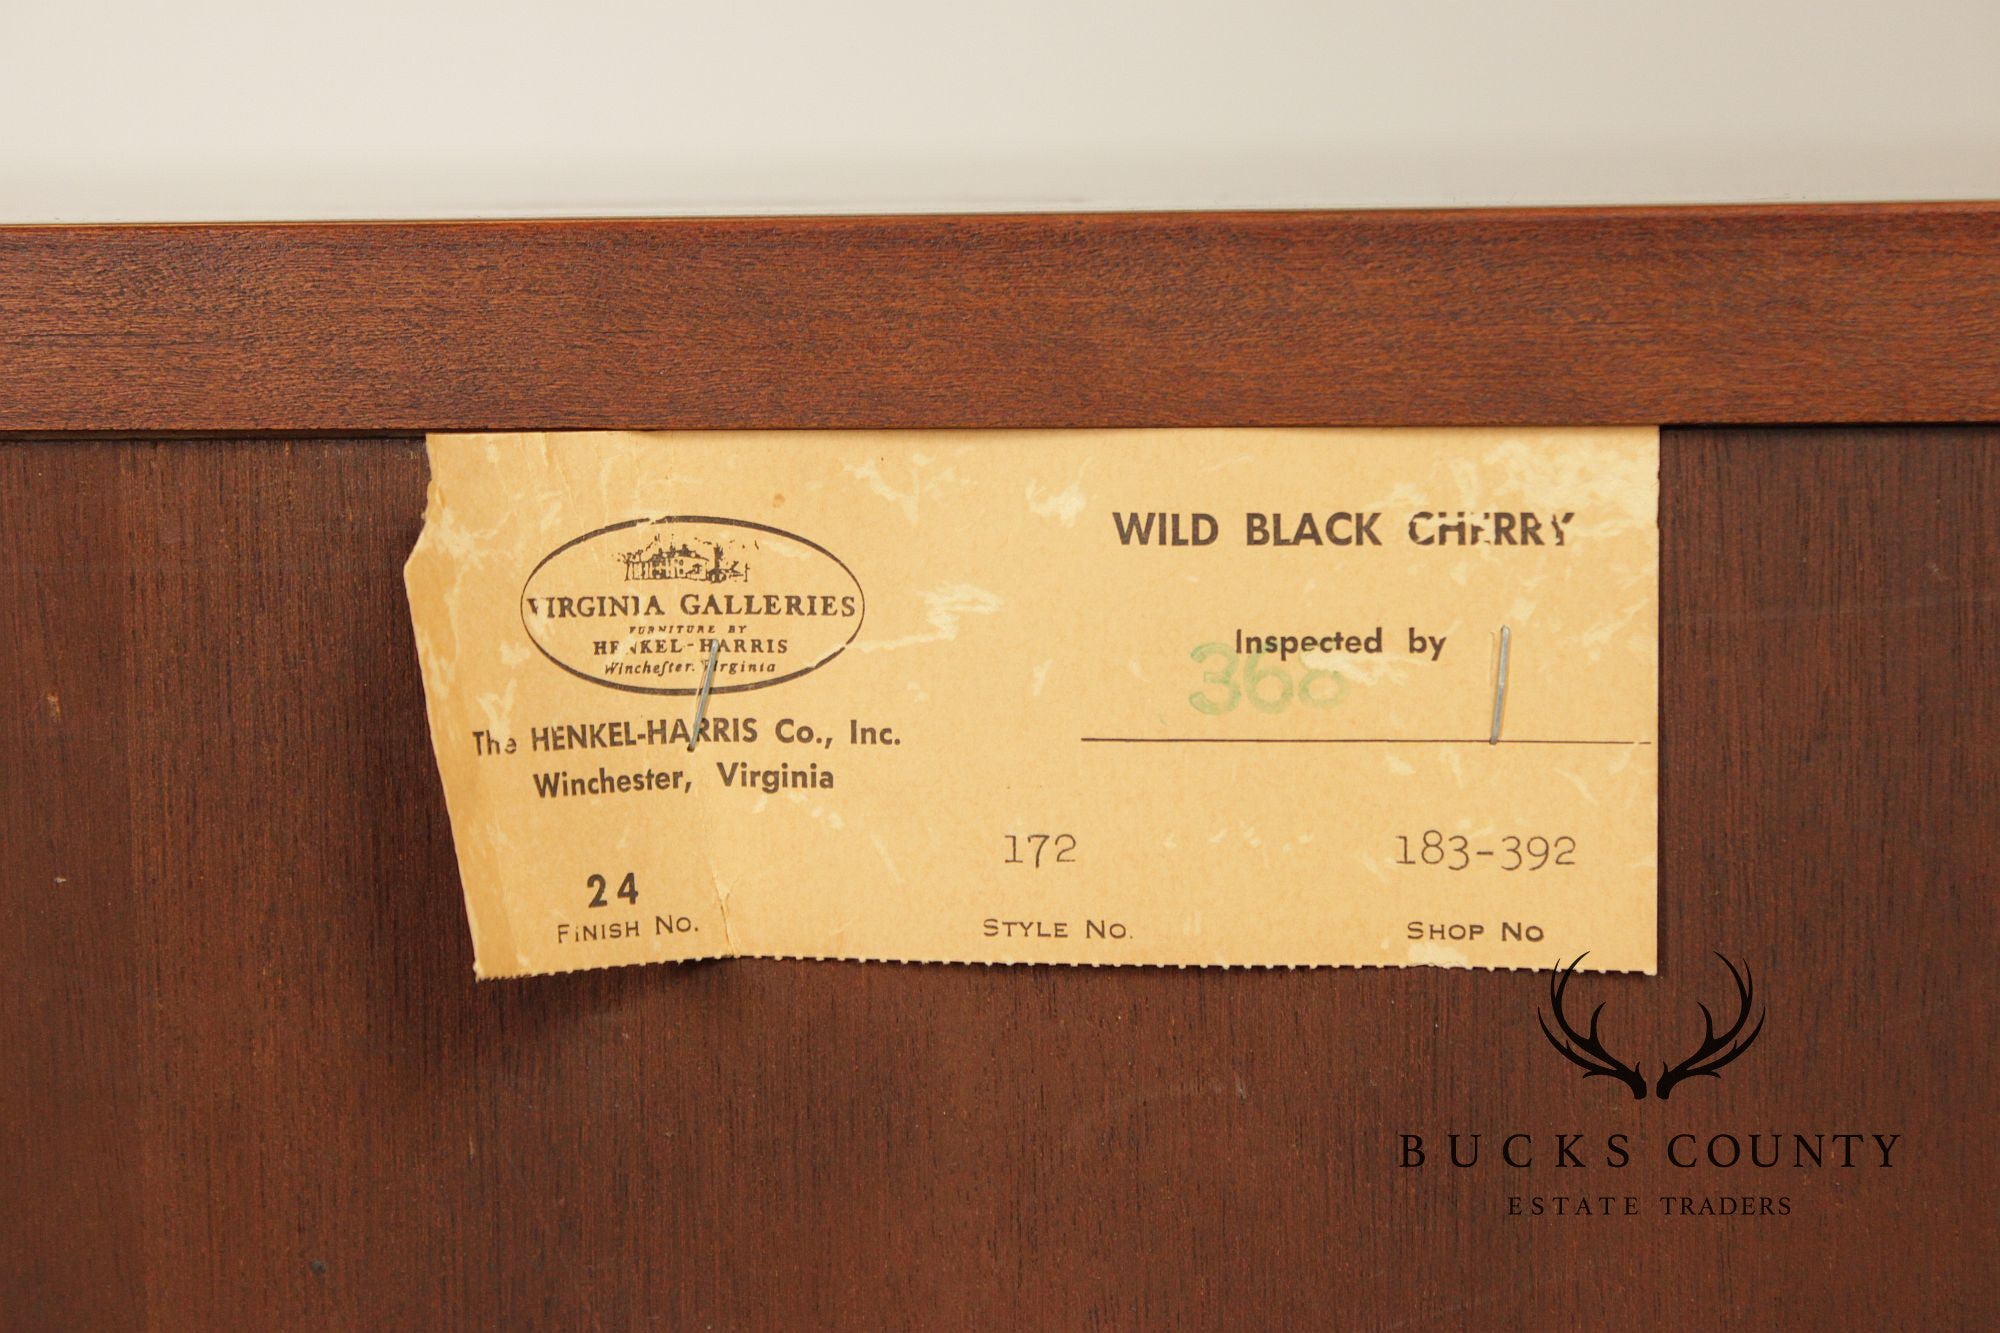 VIRGINIA GALLERIES
FURNITURE BY
HENKEL-HARRIS
Winchester, Virginia
The HENKEL-HARRIS Co., Inc.
Winchester, Virginia
WILD BLACK CHERRY
Inspected by
368
24
FINISH No.
172
STYLE No.
183-392
SHOP No
BUCKS COUNTY
ESTATE TRADERS